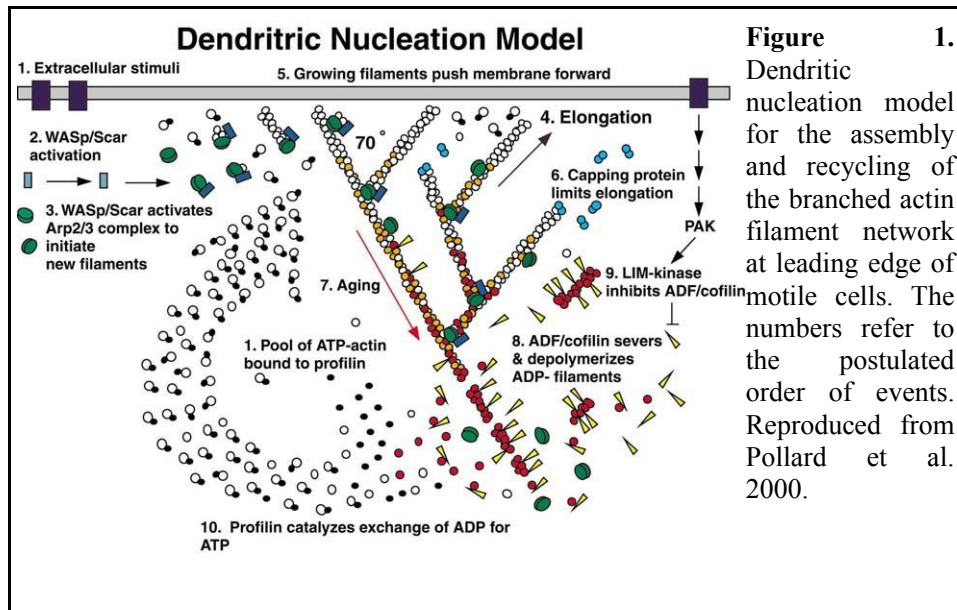 Dendritric Nucleation Model
1. Extracellular stimuli
5. Growing filaments push membrane forward
2. WASp/Scar
activation
70°
4. Elongation
6. Capping protein
limits elongation
3. WASp/Scar activates
Arp2/3 complex to
initiate
new filaments
PAK
7. Aging
9. LIM-kinase
inhibits ADF/cofilin
1. Pool of ATP-actin
bound to profilin
8. ADF/cofilin severs
& depolymerizes
ADP- filaments
10. Profilin catalyzes exchange of ADP for
ATP
Figure 1.
Dendritic
nucleation model
for the assembly
and recycling of
the branched actin
filament network
at leading edge of
motile cells. The
numbers refer to
the postulated
order of events.
Reproduced from
Pollard et al.
2000.